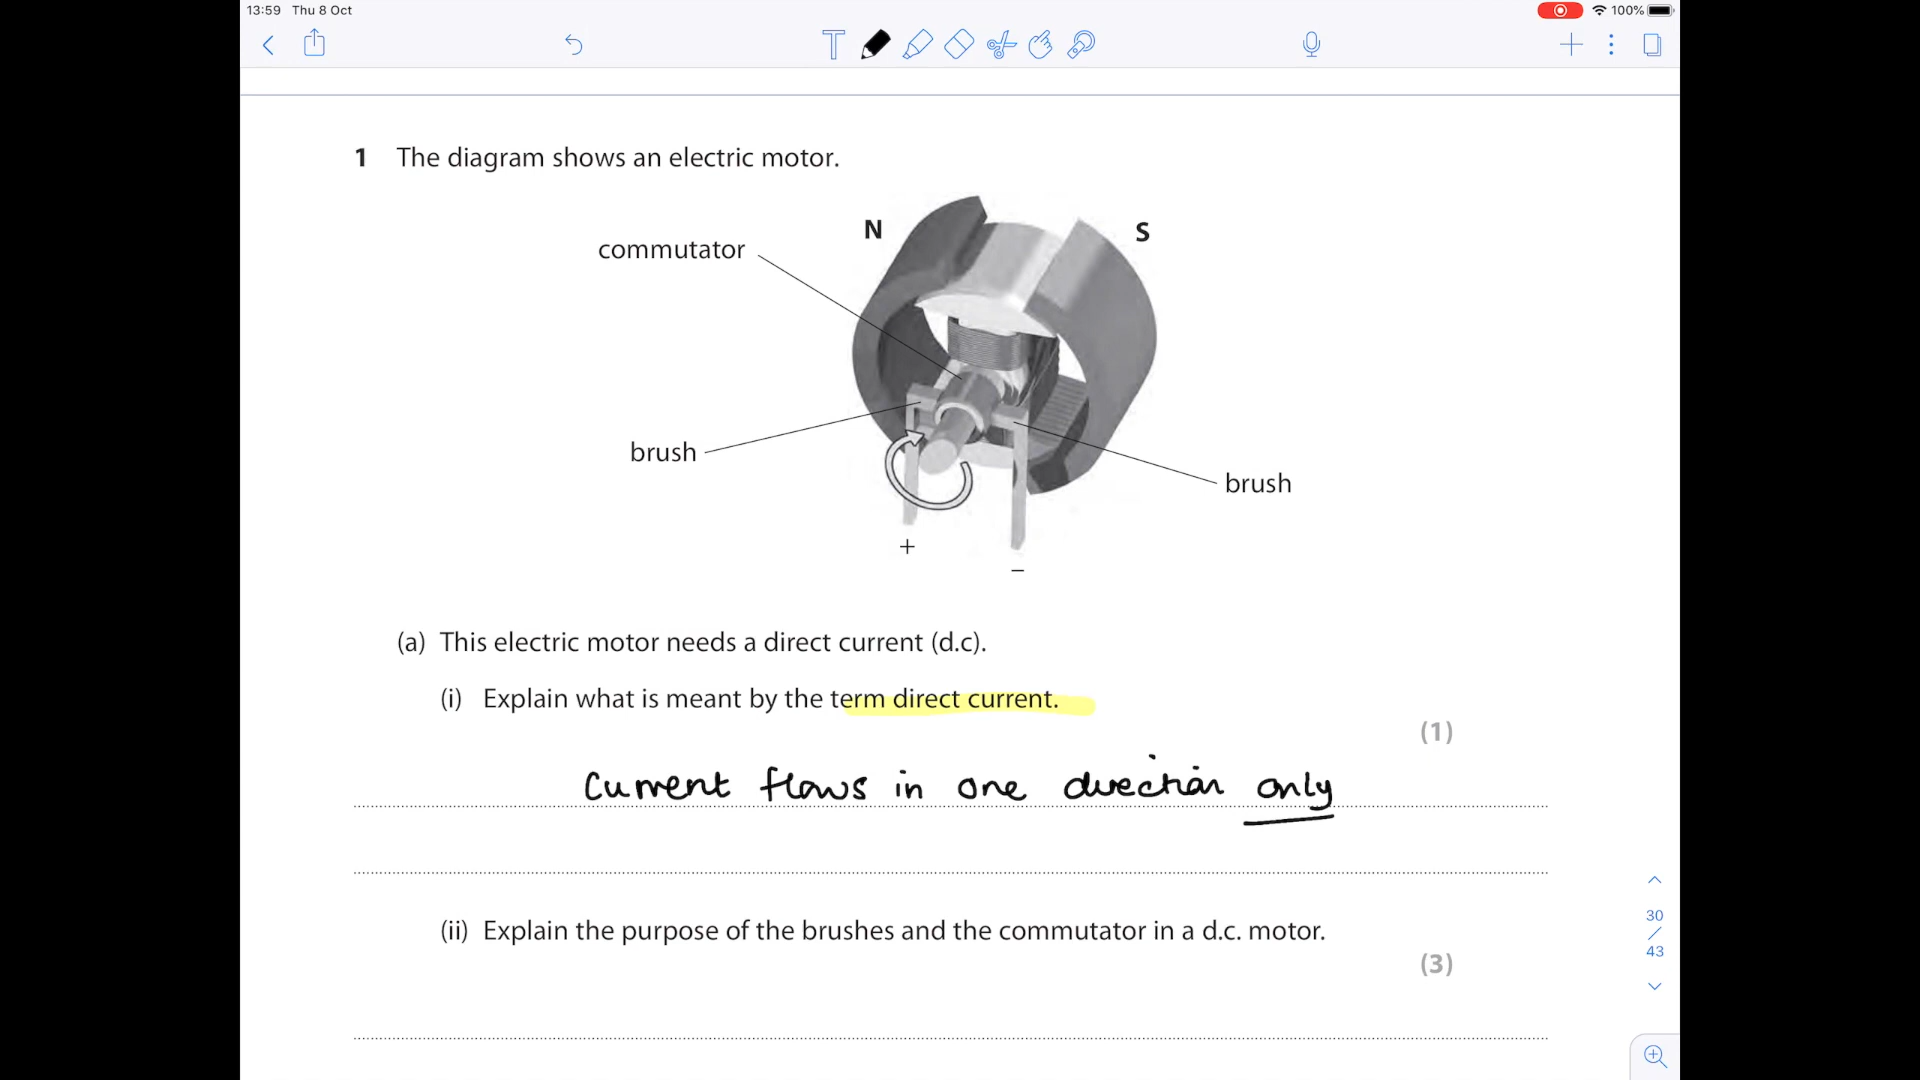 13:59 Thu 8 Oct
100%
T
1 The diagram shows an electric motor.
N
S
commutator
brush
brush
+
–
(a) This electric motor needs a direct current (d.c).
(i) Explain what is meant by the term direct current.
(1)
Current flows in one direction only
(ii) Explain the purpose of the brushes and the commutator in a d.c. motor.
(3)
30
/
43